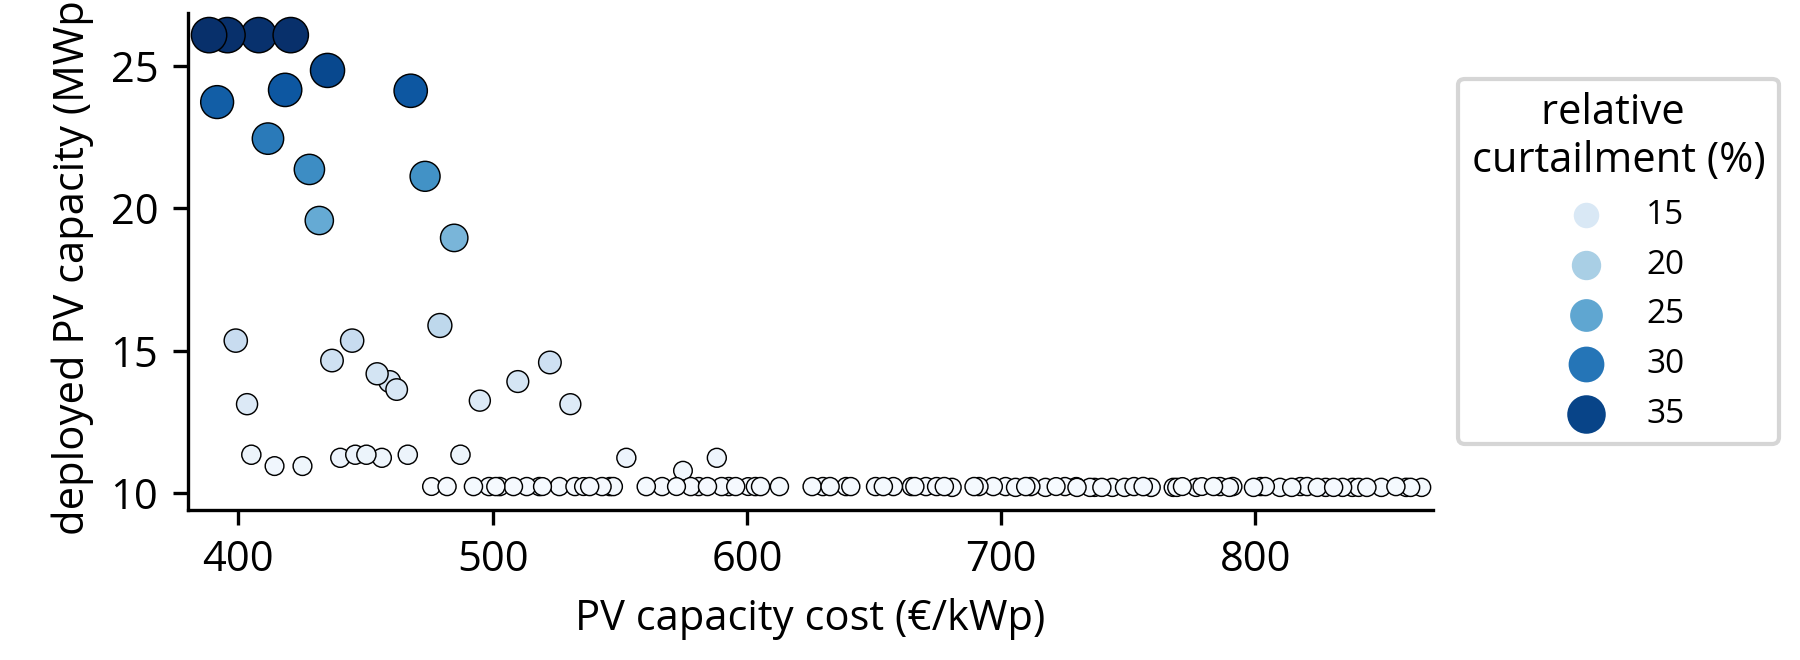 deployed PV capacity (MWp
25
20
15
10
400 500 600 700 800
PV capacity cost (€/kWp)
relative
curtailment (%)
15
20
25
30
35